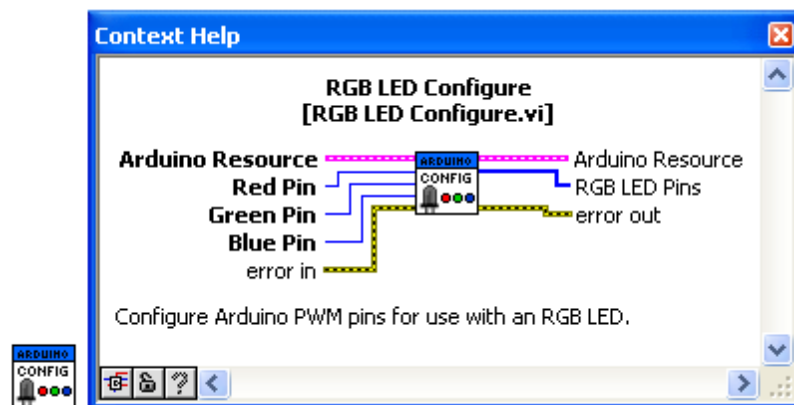 Context Help
RGB LED Configure
[RGB LED Configure.vi]
Arduino Resource
Red Pin
Green Pin
Blue Pin
error in
ARDUINO
CONFIG
Arduino Resource
RGB LED Pins
error out
Configure Arduino PWM pins for use with an RGB LED.
ARDUINO
CONFIG
?